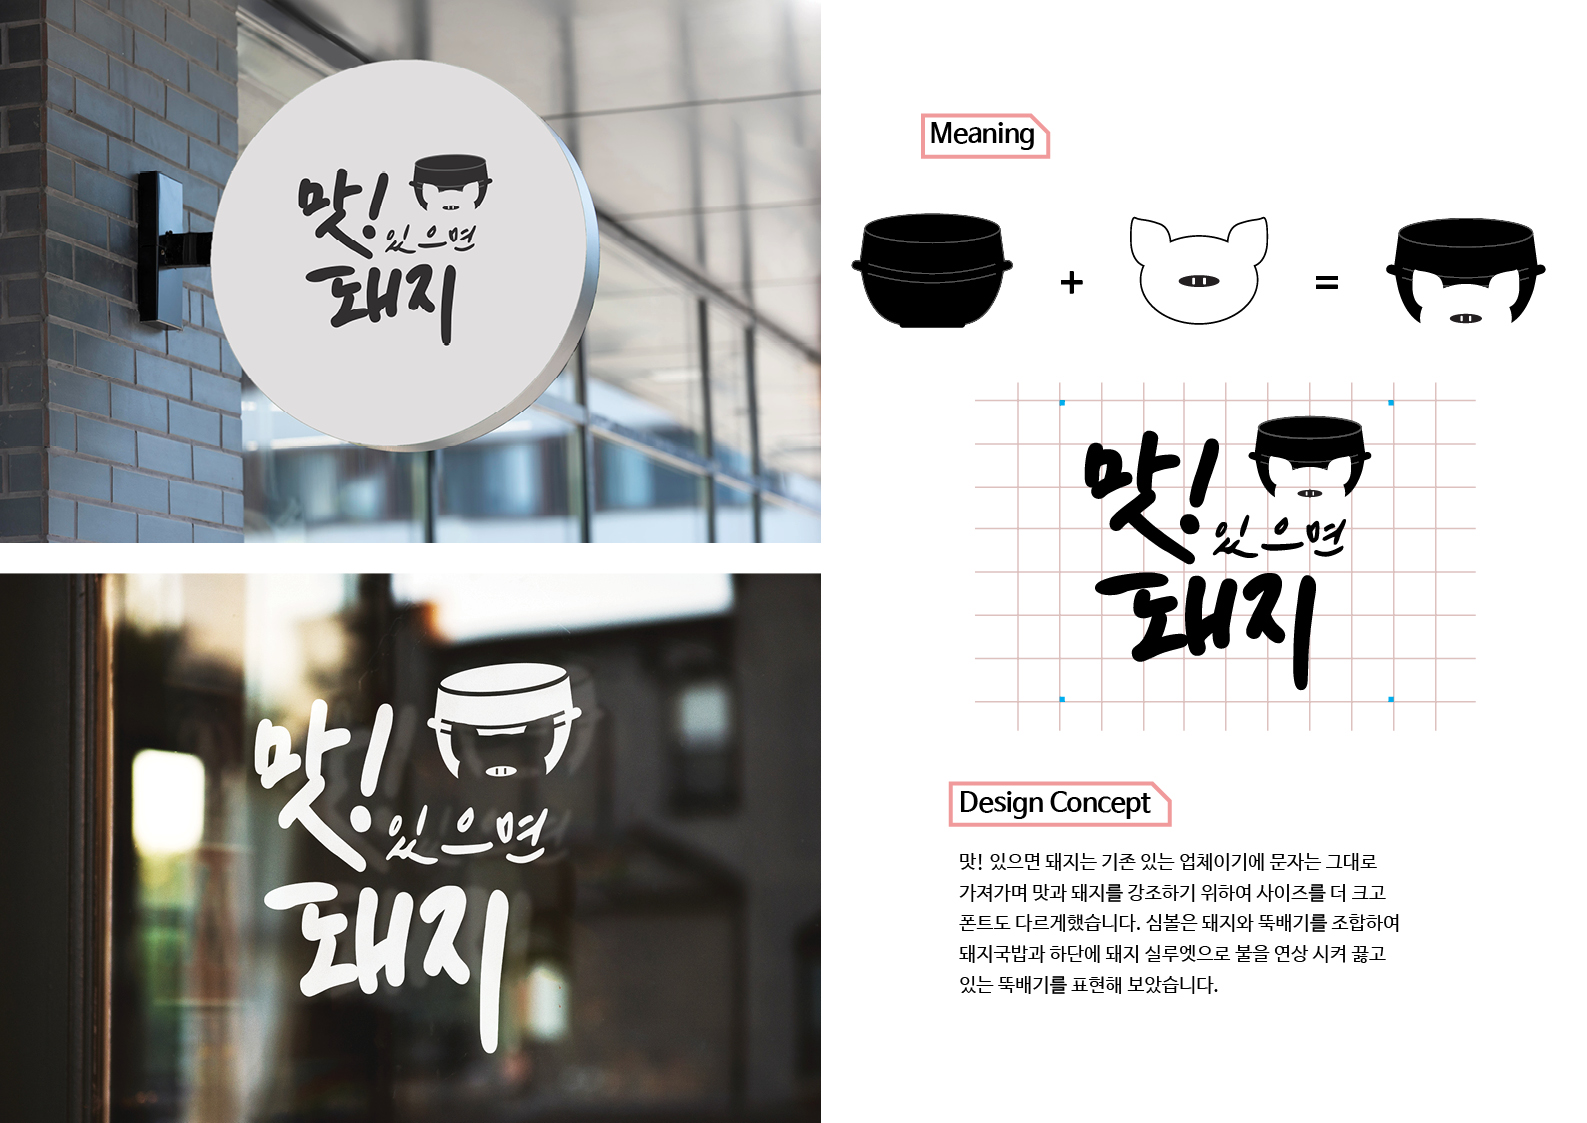 맛!
있으면
돼지
맛!
있으면
돼지
Meaning
+
=
맛!
있으면
돼지
Design Concept
맛! 있으면 돼지는 기존 있는 업체이기에 문자는 그대로
가져가며 맛과 돼지를 강조하기 위하여 사이즈를 더 크고
폰트도 다르게했습니다. 심볼은 돼지와 뚝배기를 조합하여
돼지국밥과 하단에 돼지 실루엣으로 불을 연상 시켜 끓고
있는 뚝배기를 표현해 보았습니다.